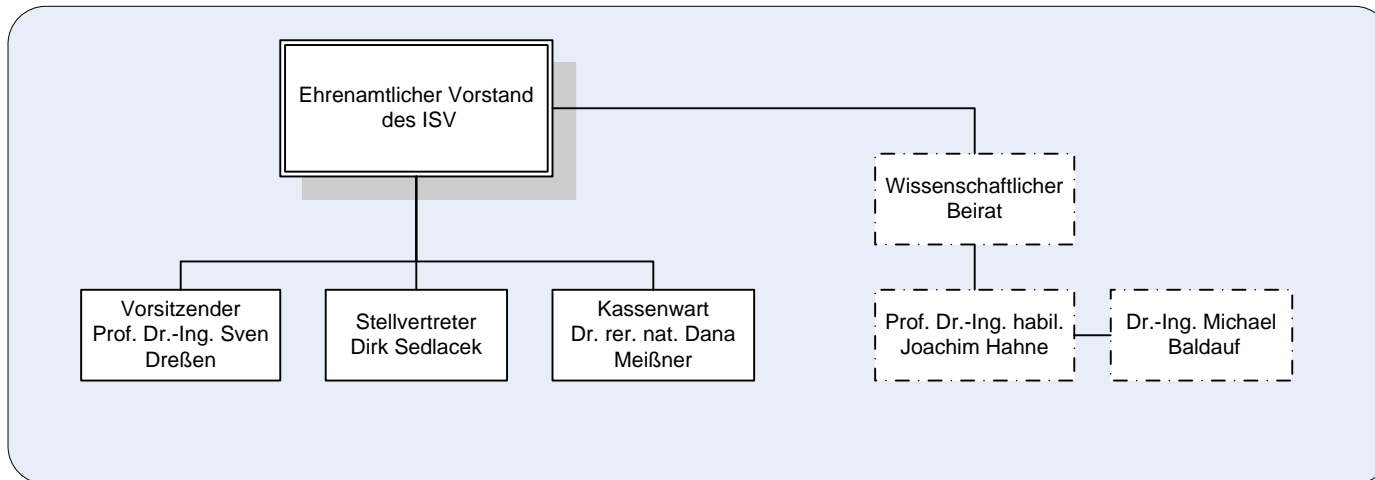 Ehrenamtlicher Vorstand
des ISV
Wissenschaftlicher
Beirat
Vorsitzender
Prof. Dr.-Ing. Sven
Dreßen
Stellvertreter
Dirk Sedlacek
Kassenwart
Dr. rer. nat. Dana
Meißner
Prof. Dr.-Ing. habil.
Joachim Hahne
Dr.-Ing. Michael
Baldauf